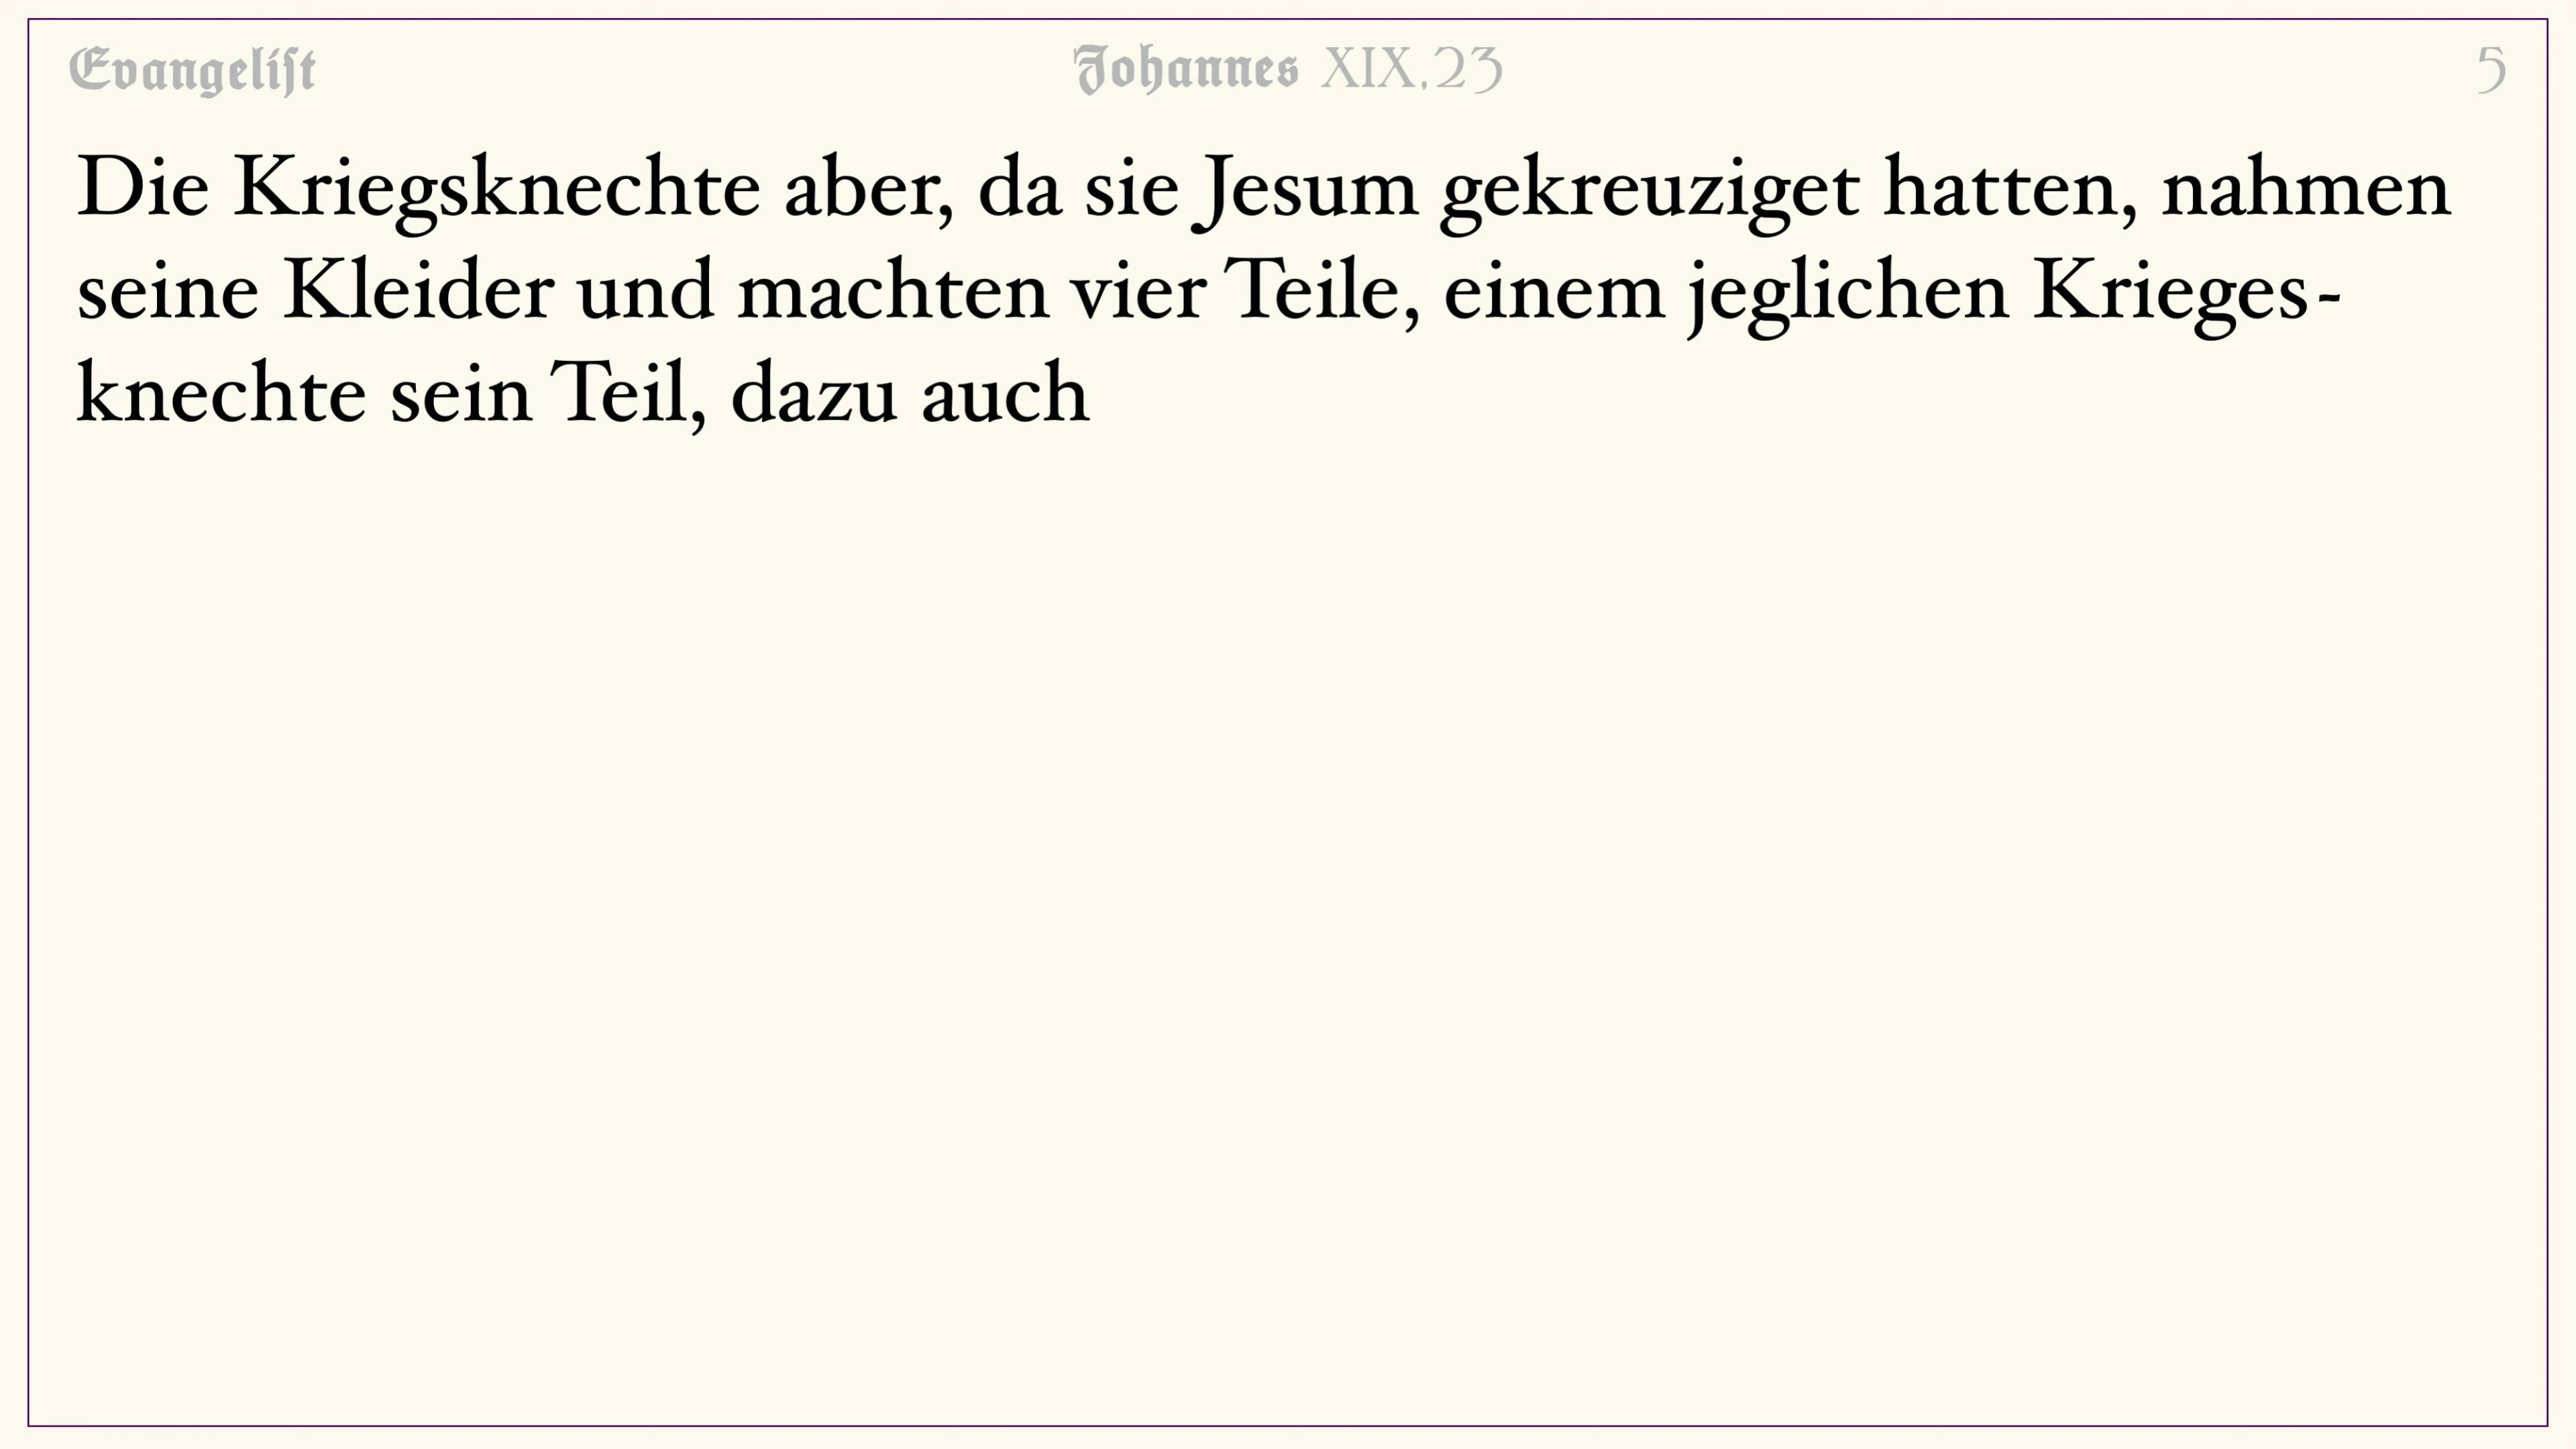 Evangeliſt
Johannes XIX,23
5
Die Kriegsknechte aber, da sie Jesum gekreuziget hatten, nahmen
seine Kleider und machten vier Teile, einem jeglichen Krieges-
knechte sein Teil, dazu auch